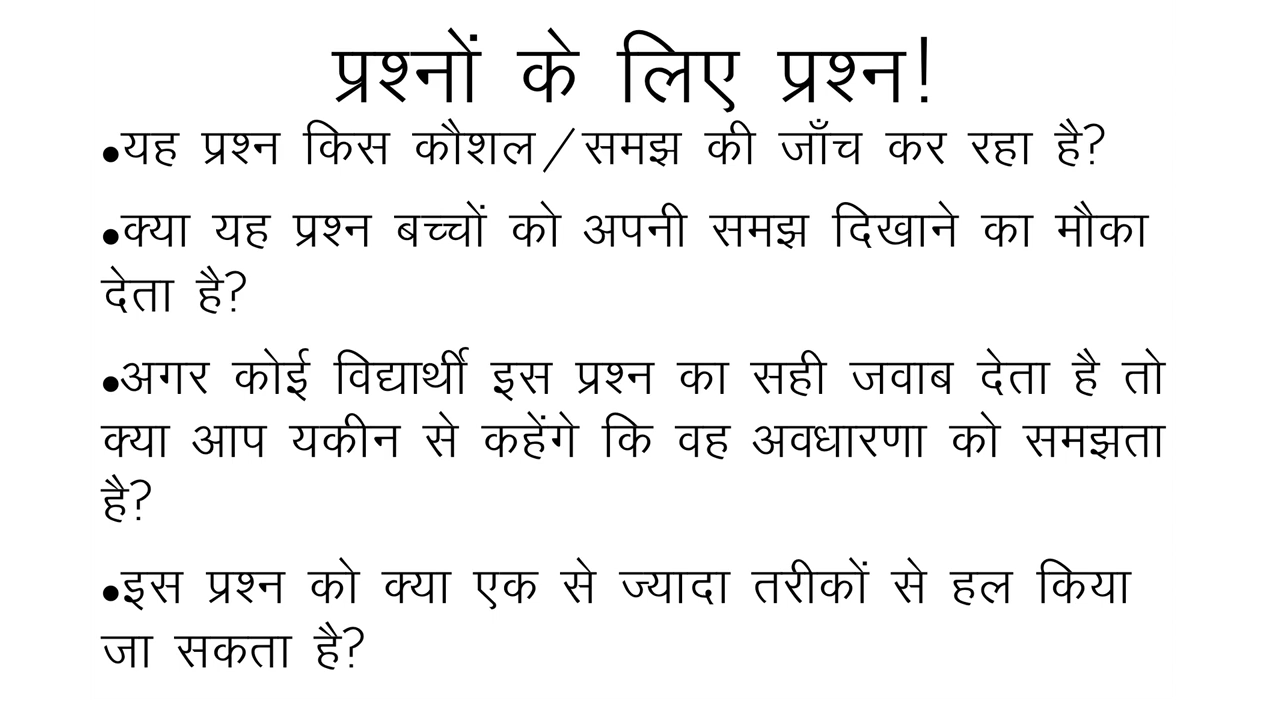 प्रश्नों के लिए प्रश्न!
•यह प्रश्न किस कौशल/समझ की जाँच कर रहा है?
•क्या यह प्रश्न बच्चों को अपनी समझ दिखाने का मौका
देता है?
•अगर कोई विद्यार्थी इस प्रश्न का सही जवाब देता है तो
क्या आप यकीन से कहेंगे कि वह अवधारणा को समझता
है?
•इस प्रश्न को क्या एक से ज्यादा तरीकों से हल किया
जा सकता है?